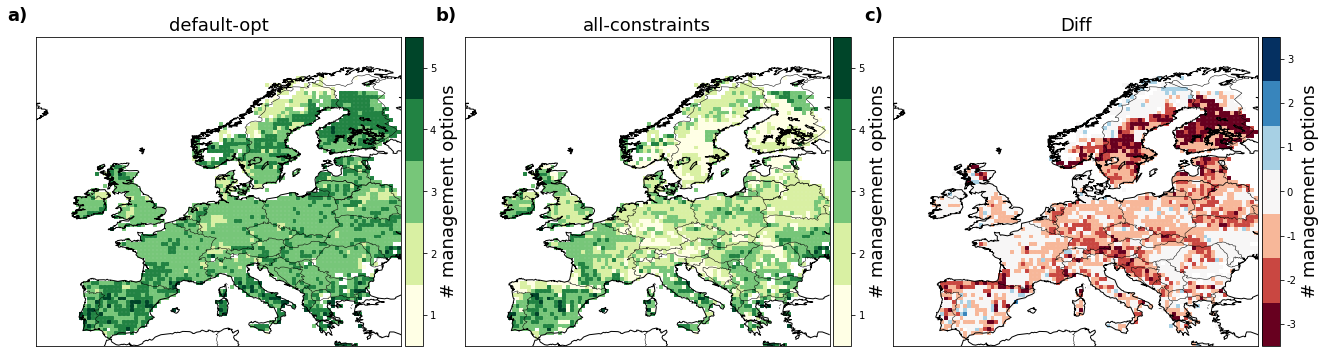 a)
default-opt
5
4
3
2
1
# management options
b)
all-constraints
5
4
3
2
1
# management options
c)
Diff
3
2
1
0
-1
-2
-3
# management options